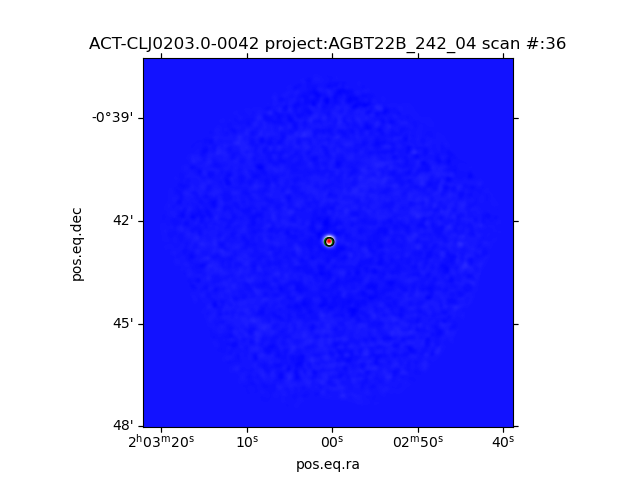 ACT-CLJ0203.0-0042 project:AGBT22B_242_04 scan #:36
-0°39'
42'
45'
48'
pos.eq.dec
2ʰ03ᵐ20ˢ 10ˢ 00ˢ 02ᵐ50ˢ 40ˢ
pos.eq.ra